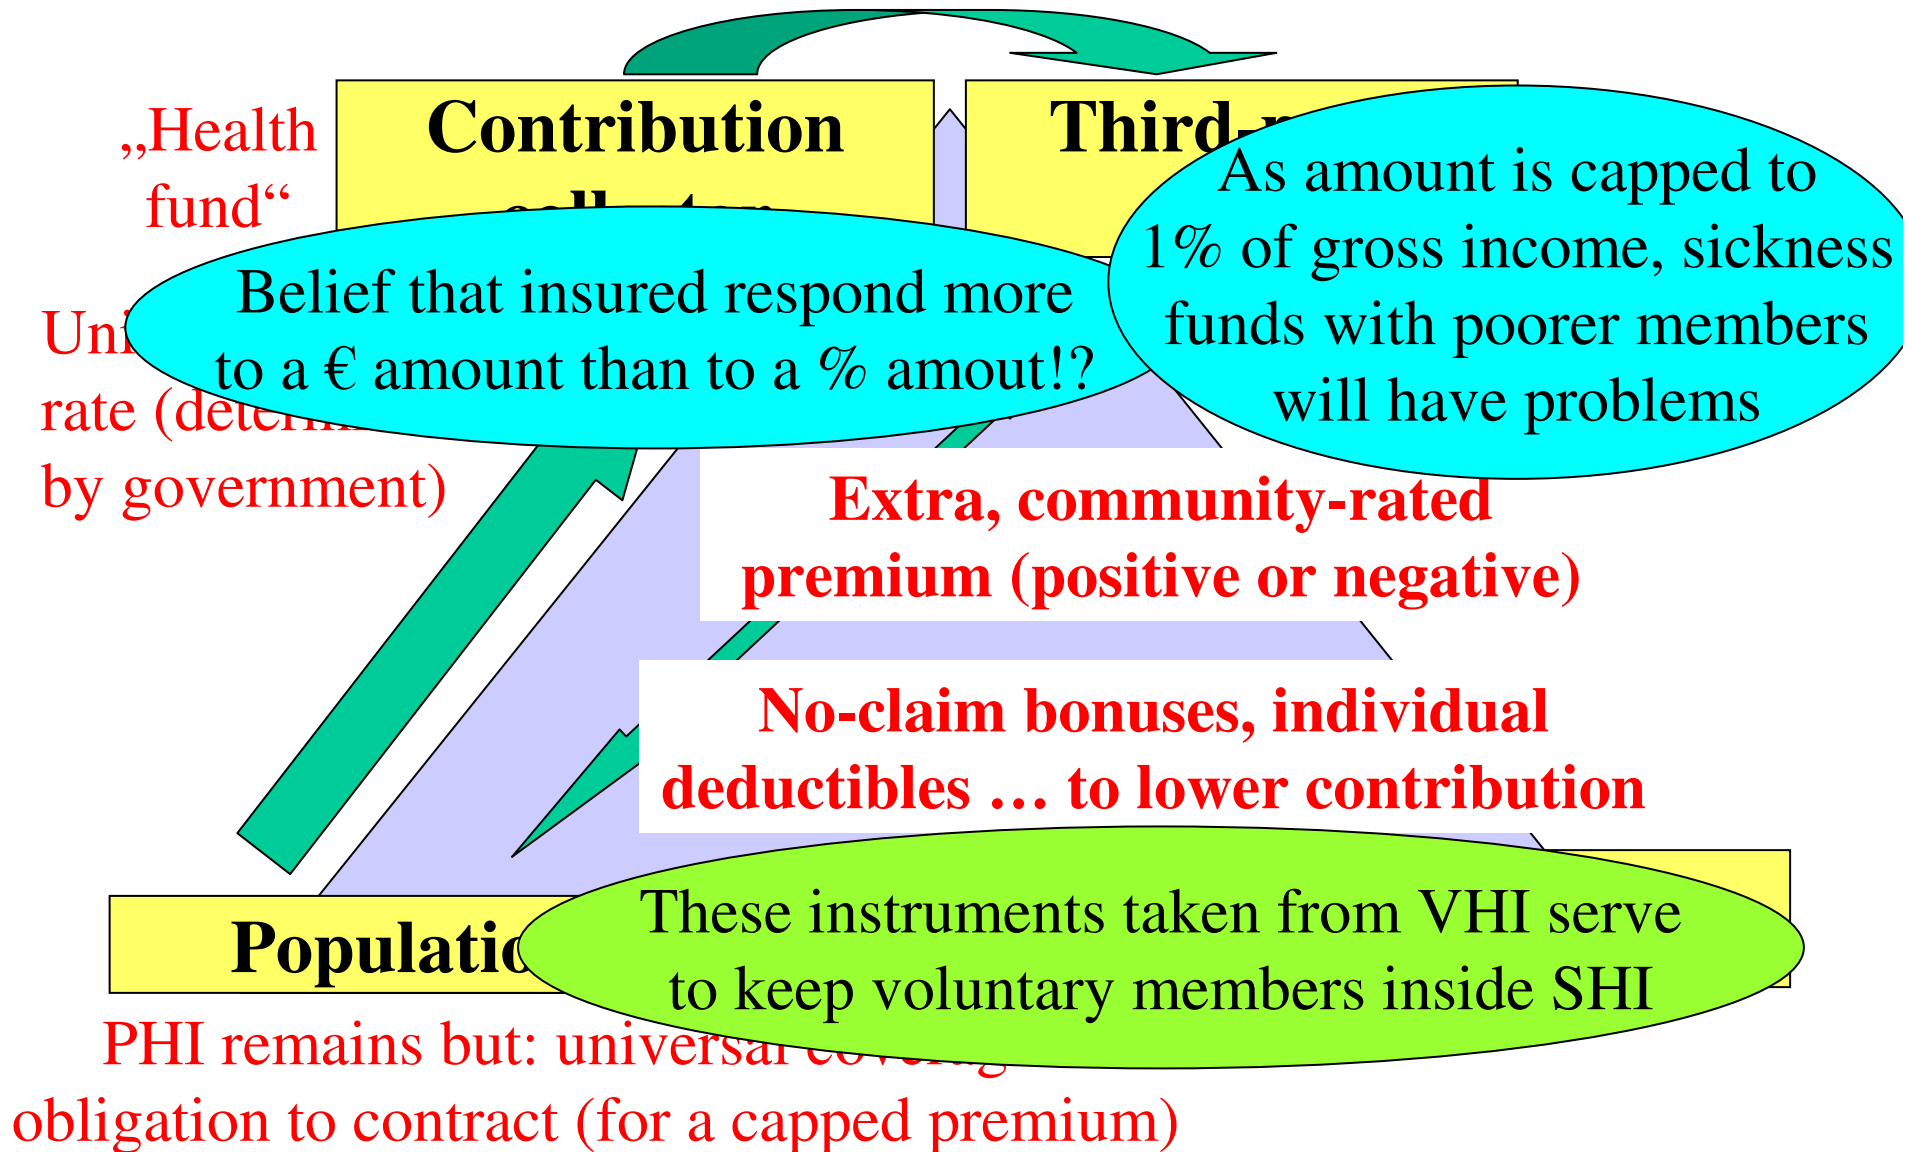 „Health
fund“
Contribution
collector
Third-
As amount is capped to
1% of gross income, sickness
funds with poorer members
will have problems
Belief that insured respond more
to a € amount than to a % amout!?
rate
by government)
Extra, community-rated
premium (positive or negative)
No-claim bonuses, individual
deductibles … to lower contribution
Population
These instruments taken from VHI serve
to keep voluntary members inside SHI
PHI remains but: universal coverage
obligation to contract (for a capped premium)